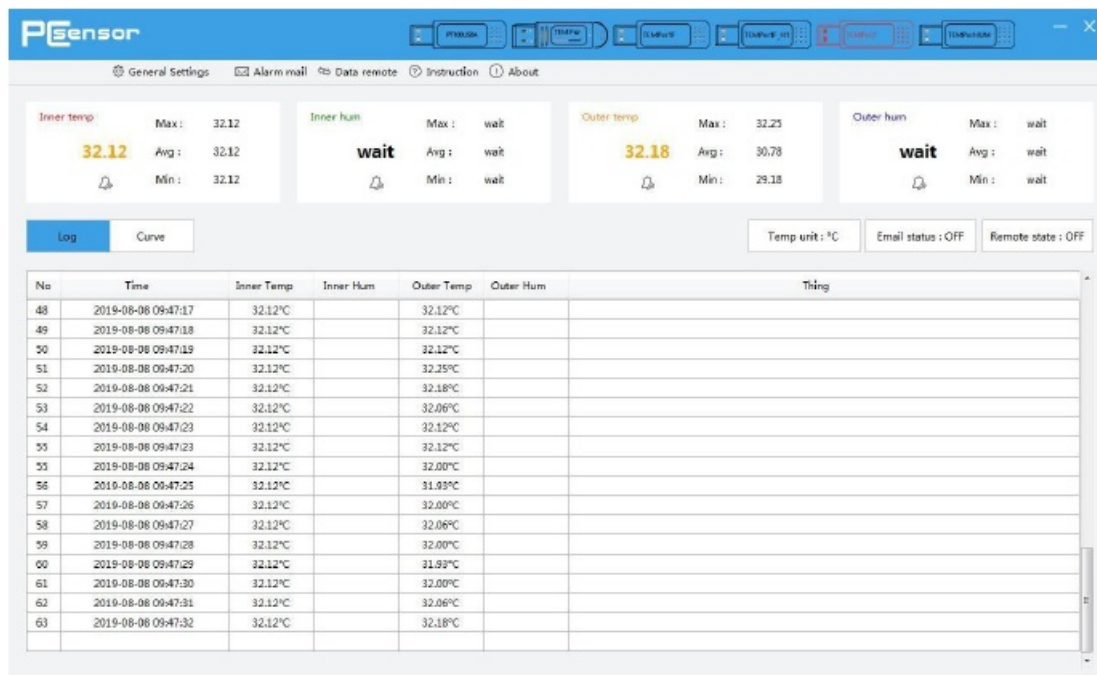 PCsensor
TEMPerX
General Settings Alarm mail Data remote Instruction About
Inner temp Max : 32.12 Inner hum Max : wait Outer temp Max : 32.25 Outer hum Max : wait
32.12 Avg : 32.12 wait Avg : wait 32.18 Avg : 30.78 wait Avg : wait
Min : 32.12 Min : wait Min : 29.18 Min : wait
Log Curve Temp unit : °C Email status : OFF Remote state : OFF
No Time Inner Temp Inner Hum Outer Temp Outer Hum Thing
48 2019-08-08 09:47:17 32.12°C 32.12°C
49 2019-08-08 09:47:18 32.12°C 32.12°C
50 2019-08-08 09:47:19 32.12°C 32.12°C
51 2019-08-08 09:47:20 32.12°C 32.25°C
52 2019-08-08 09:47:21 32.12°C 32.18°C
53 2019-08-08 09:47:22 32.12°C 32.06°C
54 2019-08-08 09:47:23 32.12°C 32.12°C
55 2019-08-08 09:47:23 32.12°C 32.12°C
55 2019-08-08 09:47:24 32.12°C 32.00°C
56 2019-08-08 09:47:25 32.12°C 31.93°C
57 2019-08-08 09:47:26 32.12°C 32.00°C
58 2019-08-08 09:47:27 32.12°C 32.06°C
59 2019-08-08 09:47:28 32.12°C 32.00°C
60 2019-08-08 09:47:29 32.12°C 31.93°C
61 2019-08-08 09:47:30 32.12°C 32.00°C
62 2019-08-08 09:47:31 32.12°C 32.06°C
63 2019-08-08 09:47:32 32.12°C 32.18°C